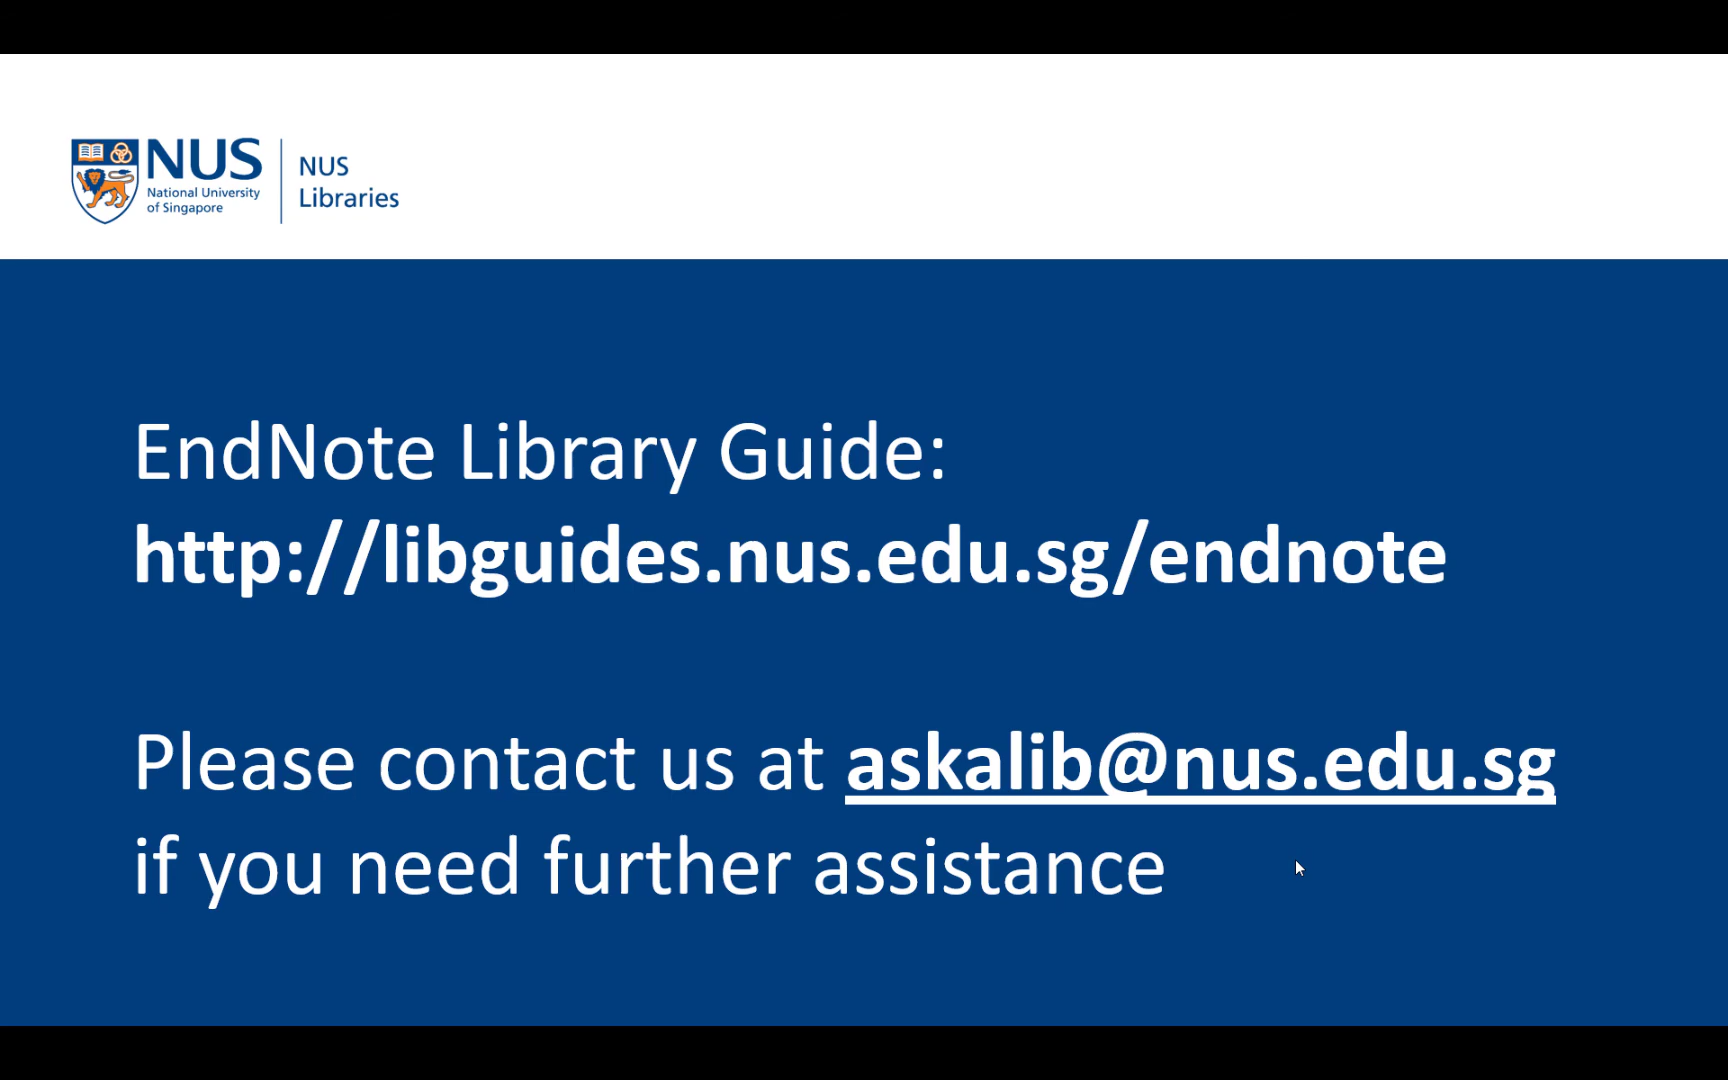 NUS
National University
of Singapore
NUS
Libraries
EndNote Library Guide:
http://libguides.nus.edu.sg/endnote
Please contact us at askalib@nus.edu.sg
if you need further assistance